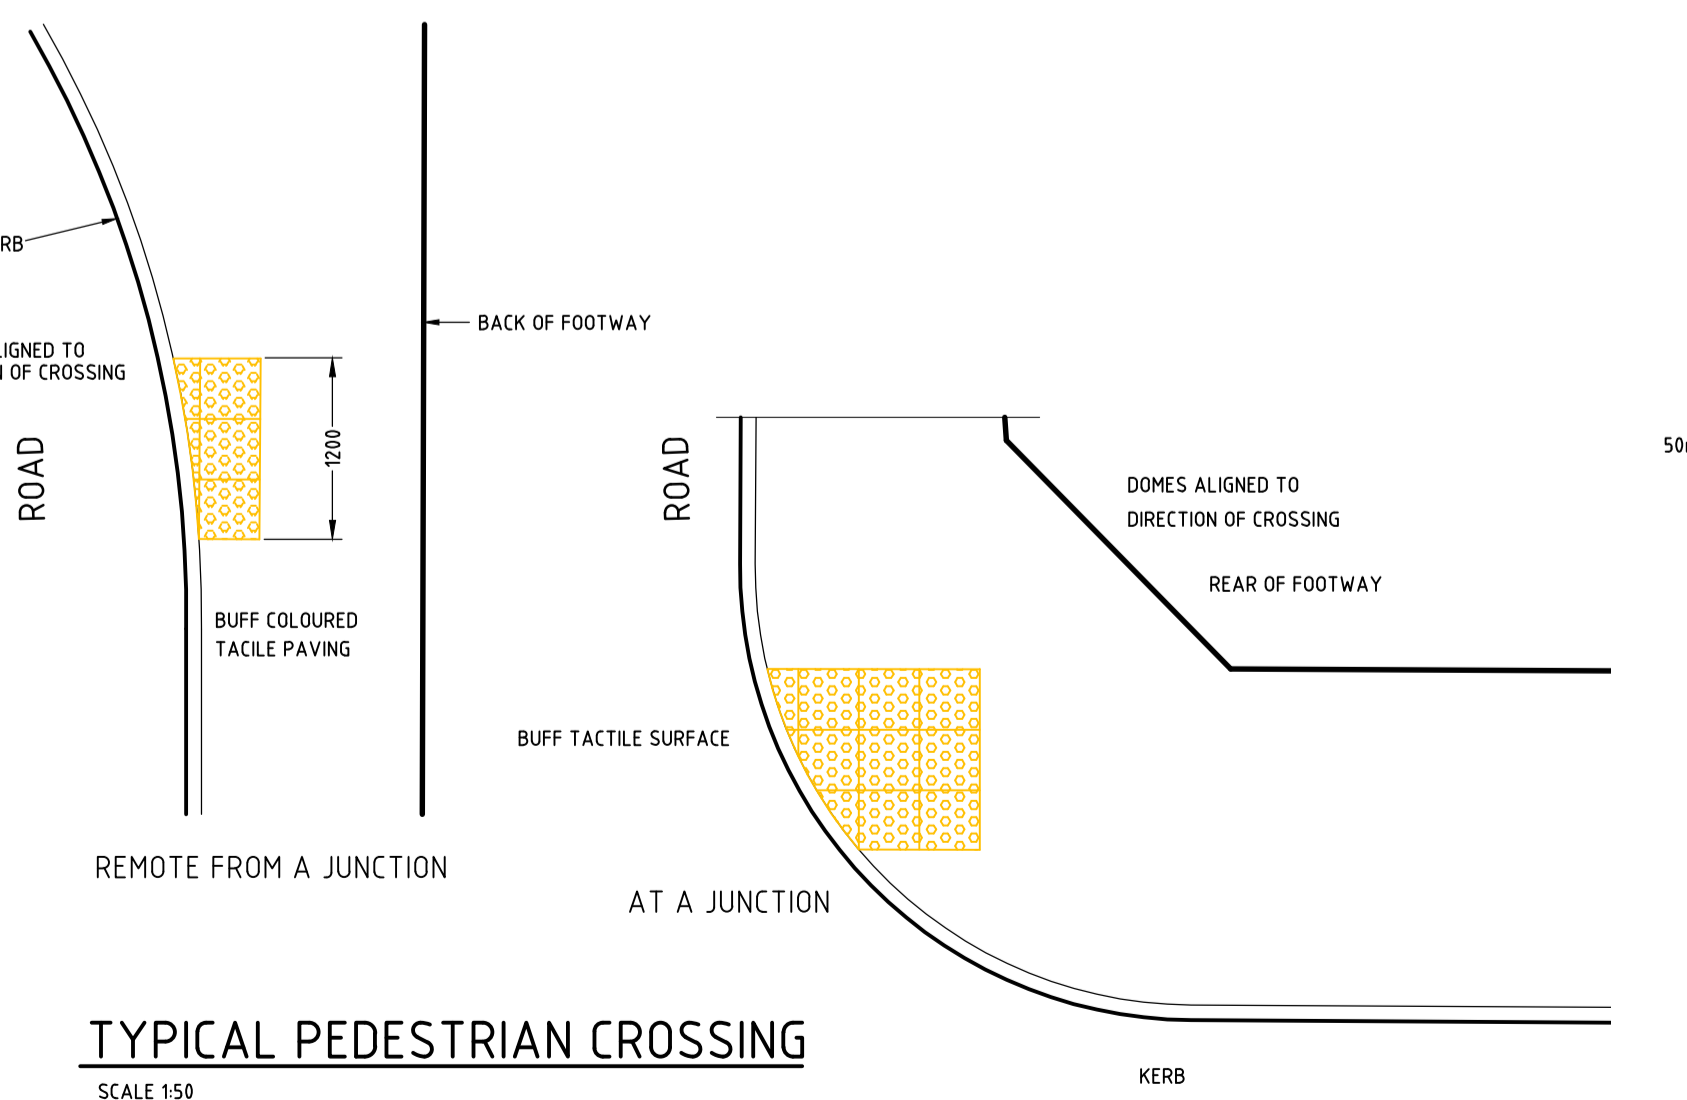 RB
BACK OF FOOTWAY
LIGNED TO
N OF CROSSING
1200
ROAD
ROAD
50
DOMES ALIGNED TO
DIRECTION OF CROSSING
REAR OF FOOTWAY
BUFF COLOURED
TACILE PAVING
BUFF TACTILE SURFACE
REMOTE FROM A JUNCTION
AT A JUNCTION
TYPICAL PEDESTRIAN CROSSING
SCALE 1:50
KERB